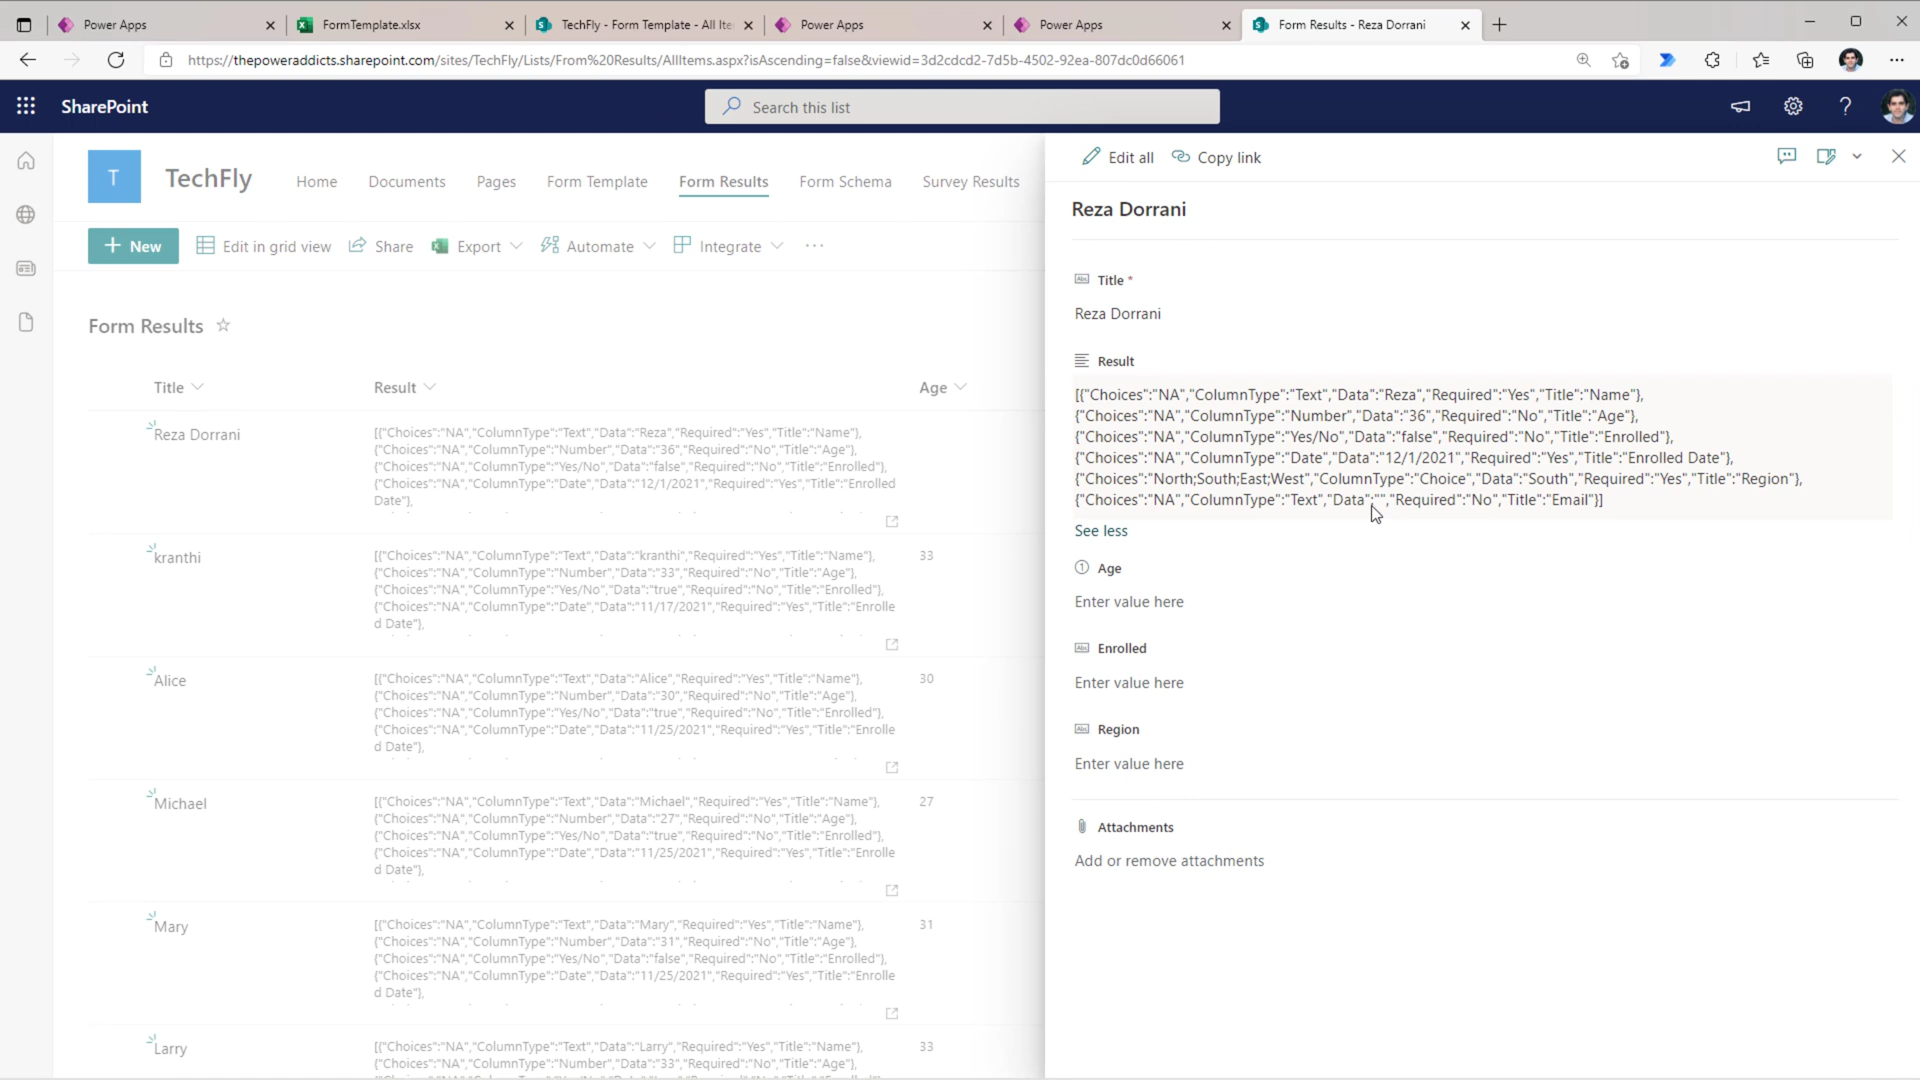 Power Apps
FormTemplate.xlsx
TechFly - Form Template - All Ite
Power Apps
Power Apps
Form Results - Reza Dorrani
https://thepoweraddicts.sharepoint.com/sites/TechFly/Lists/From%20Results/AllItems.aspx?isAscending=false&viewid=3d2cdcd2-7d5b-4502-92ea-807dc0d66061
SharePoint
Search this list
T
TechFly
Home
Documents
Pages
Form Template
Form Results
Form Schema
Survey Results
New
Edit in grid view
Share
Export
Automate
Integrate
Form Results
Title
Result
Age
Reza Dorrani
[{"Choices":"NA","ColumnType":"Text","Data":"Reza","Required":"Yes","Title":"Name"},
{"Choices":"NA","ColumnType":"Number","Data":"36","Required":"No","Title":"Age"},
{"Choices":"NA","ColumnType":"Yes/No","Data":"false","Required":"No","Title":"Enrolled"},
{"Choices":"NA","ColumnType":"Date","Data":"12/1/2021","Required":"Yes","Title":"Enrolled
Date"},
kranthi
[{"Choices":"NA","ColumnType":"Text","Data":"kranthi","Required":"Yes","Title":"Name"},
{"Choices":"NA","ColumnType":"Number","Data":"33","Required":"No","Title":"Age"},
{"Choices":"NA","ColumnType":"Yes/No","Data":"true","Required":"No","Title":"Enrolled"},
{"Choices":"NA","ColumnType":"Date","Data":"11/17/2021","Required":"Yes","Title":"Enrolle
d Date"},
33
Alice
[{"Choices":"NA","ColumnType":"Text","Data":"Alice","Required":"Yes","Title":"Name"},
{"Choices":"NA","ColumnType":"Number","Data":"30","Required":"No","Title":"Age"},
{"Choices":"NA","ColumnType":"Yes/No","Data":"true","Required":"No","Title":"Enrolled"},
{"Choices":"NA","ColumnType":"Date","Data":"11/25/2021","Required":"Yes","Title":"Enrolle
d Date"},
30
Michael
[{"Choices":"NA","ColumnType":"Text","Data":"Michael","Required":"Yes","Title":"Name"},
{"Choices":"NA","ColumnType":"Number","Data":"27","Required":"No","Title":"Age"},
{"Choices":"NA","ColumnType":"Yes/No","Data":"true","Required":"No","Title":"Enrolled"},
{"Choices":"NA","ColumnType":"Date","Data":"11/25/2021","Required":"Yes","Title":"Enrolle
d Date"},
27
Mary
[{"Choices":"NA","ColumnType":"Text","Data":"Mary","Required":"Yes","Title":"Name"},
{"Choices":"NA","ColumnType":"Number","Data":"31","Required":"No","Title":"Age"},
{"Choices":"NA","ColumnType":"Yes/No","Data":"false","Required":"No","Title":"Enrolled"},
{"Choices":"NA","ColumnType":"Date","Data":"11/25/2021","Required":"Yes","Title":"Enrolle
d Date"},
31
Larry
[{"Choices":"NA","ColumnType":"Text","Data":"Larry","Required":"Yes","Title":"Name"},
{"Choices":"NA","ColumnType":"Number","Data":"33","Required":"No","Title":"Age"},
33
Edit all
Copy link
Reza Dorrani
Title *
Reza Dorrani
Result
[{"Choices":"NA","ColumnType":"Text","Data":"Reza","Required":"Yes","Title":"Name"},
{"Choices":"NA","ColumnType":"Number","Data":"36","Required":"No","Title":"Age"},
{"Choices":"NA","ColumnType":"Yes/No","Data":"false","Required":"No","Title":"Enrolled"},
{"Choices":"NA","ColumnType":"Date","Data":"12/1/2021","Required":"Yes","Title":"Enrolled Date"},
{"Choices":"North;South;East;West","ColumnType":"Choice","Data":"South","Required":"Yes","Title":"Region"},
{"Choices":"NA","ColumnType":"Text","Data":"","Required":"No","Title":"Email"}]
See less
Age
Enter value here
Enrolled
Enter value here
Region
Enter value here
Attachments
Add or remove attachments